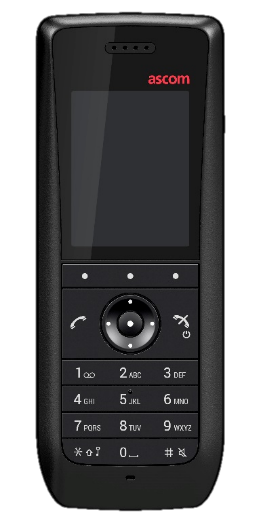 ascom
1 2 ABC 3 DEF
4 GHI 5 JKL 6 MNO
7 PQRS 8 TUV 9 WXYZ
* 0 #